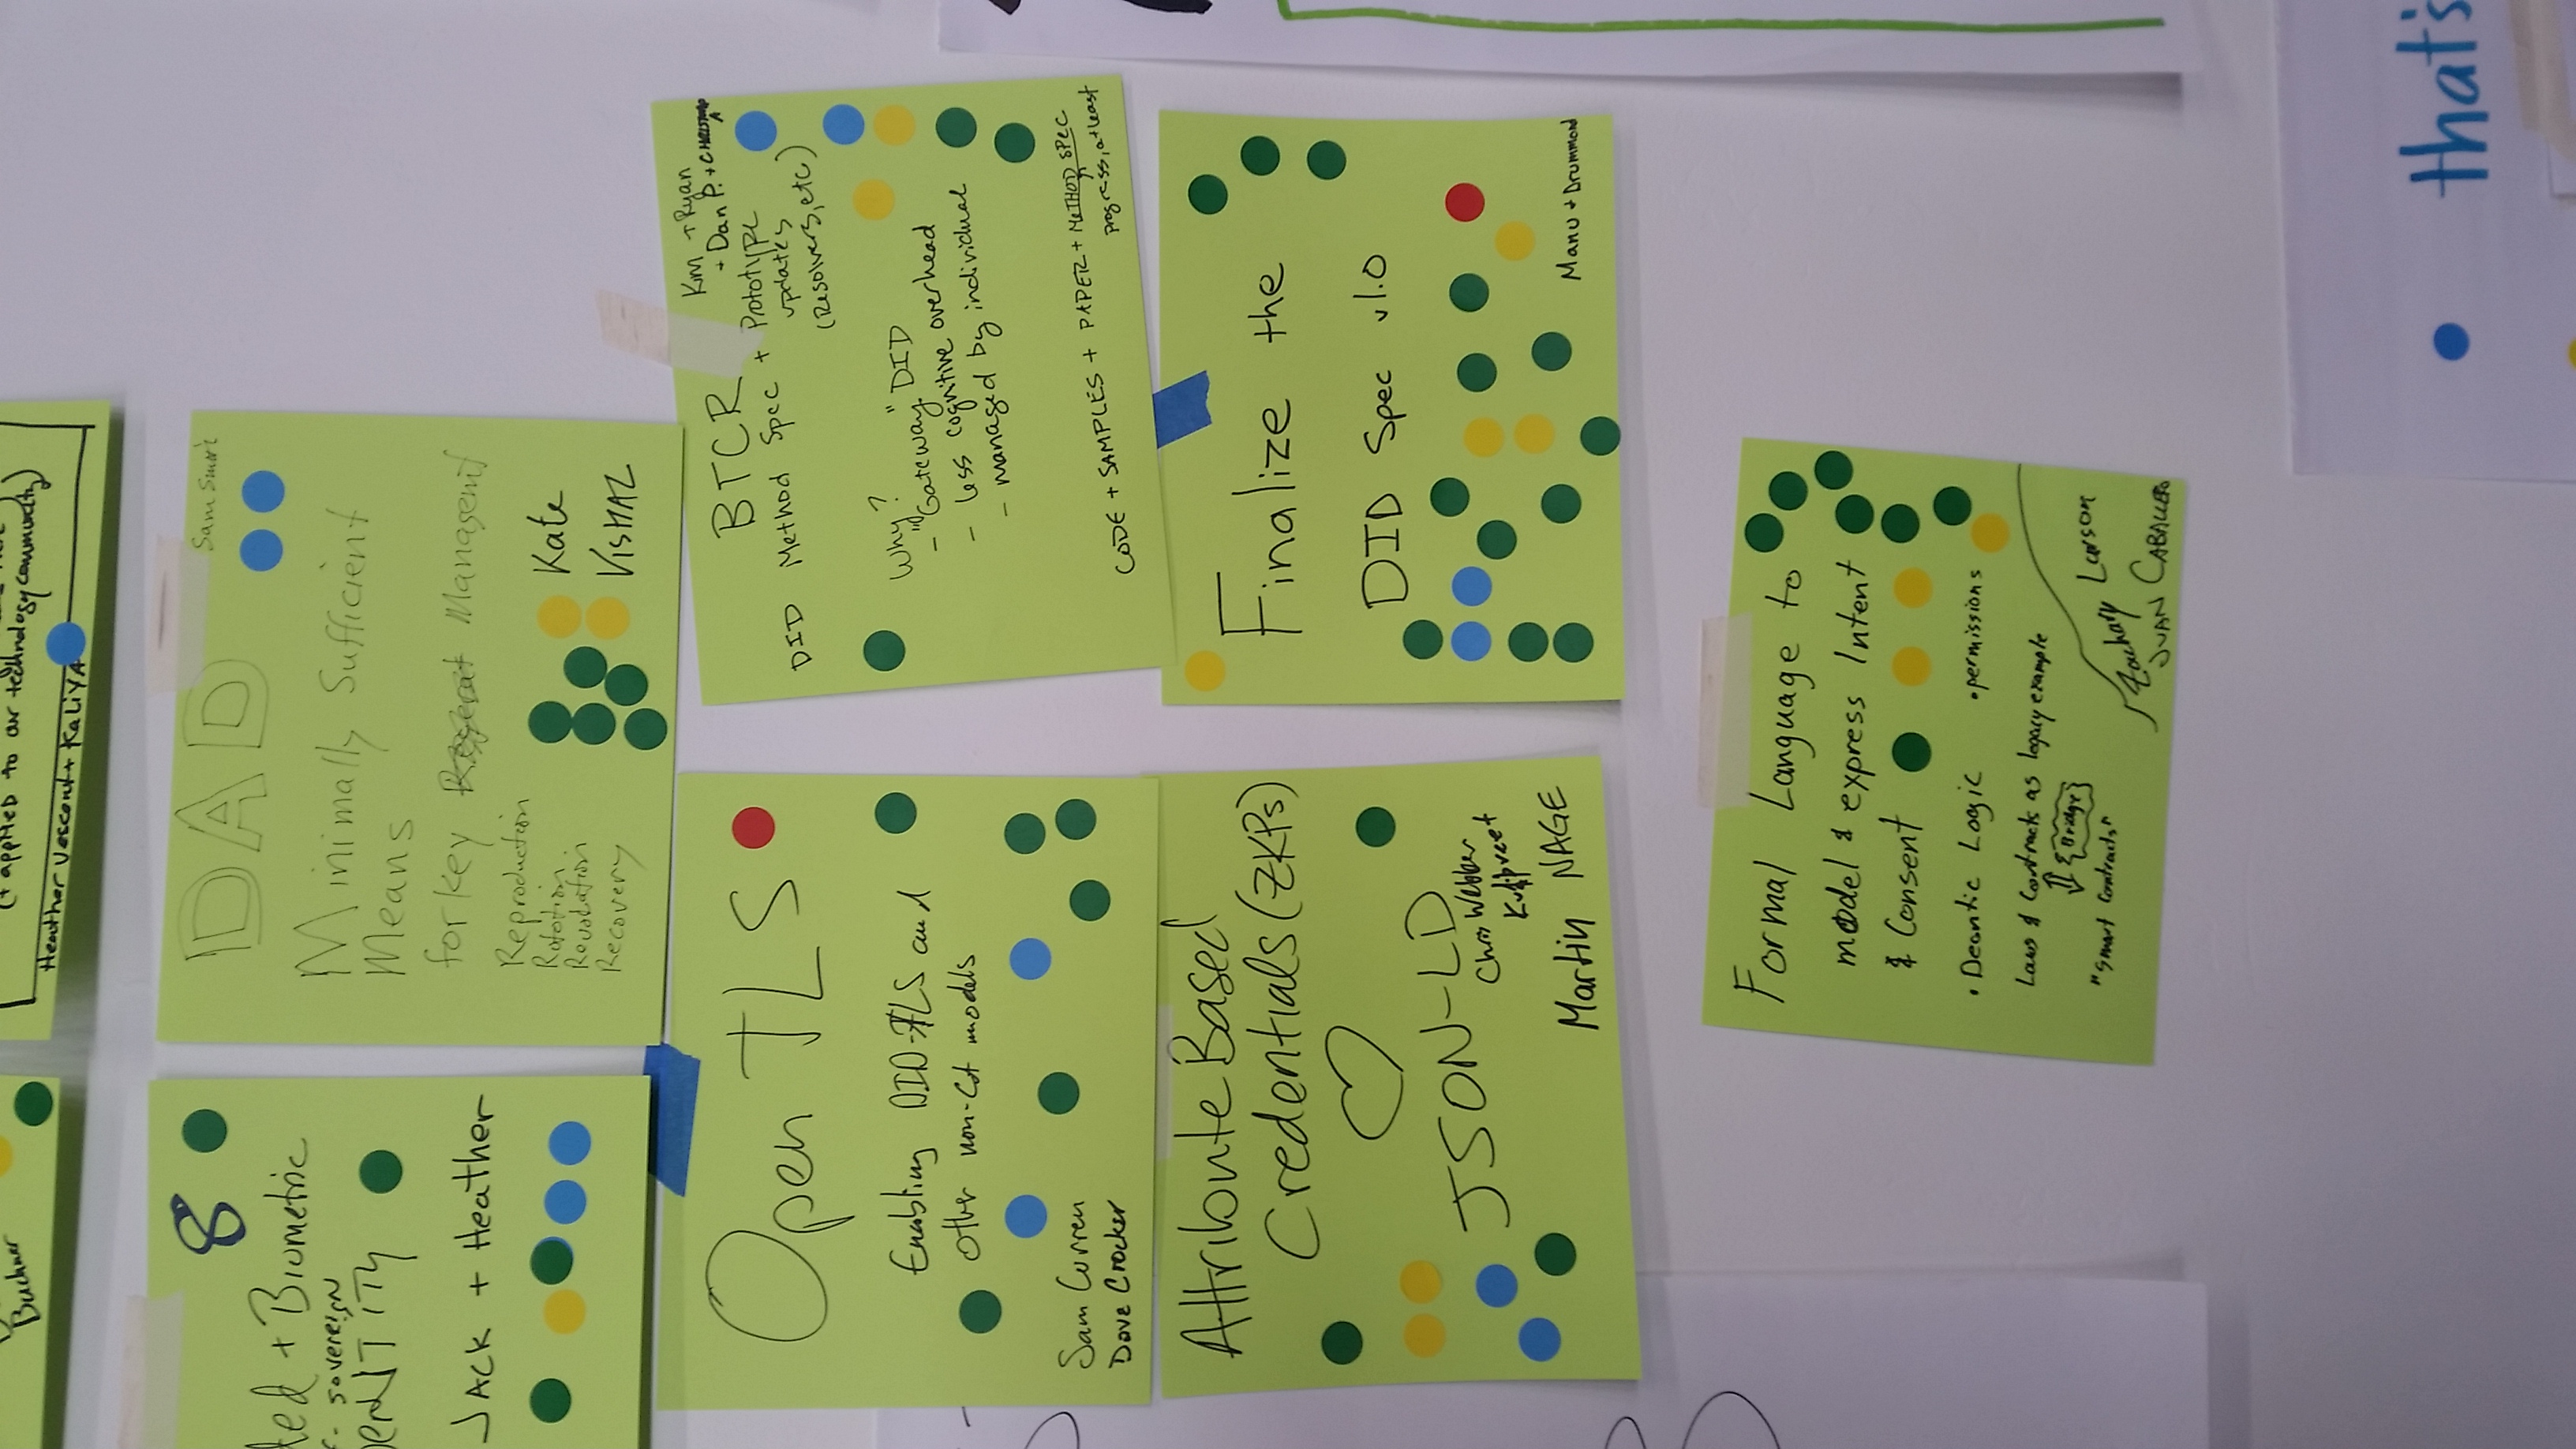 Buchner
(+ applied to our technology community)
Heather Vescent + KALIYA
8
+ Biometric
sovereign
JACK + Heather
DAD
Sam Smith
Minimally Sufficient
Means
for key Managemt
Reproduction
Rotation
Revocation
Recovery
Kate
VISHAL
Open TLS
Enabling DID-TLS and
other non-CA models
Sam Curren
Dave Crocker
Kim + Ryan
+ Dan P. + CHRISTOPHER
A
BTCR
DID Method Spec + Prototype
updates
(Resolvers, etc)
Why?
- "Gateway" DID
- less cognitive overhead
- managed by individual
CODE + SAMPLES + PAPER + METHOD SPEC
progress, at least
Attribute Based
Credentials (ZKPs)
JSON-LD
Chris Webber
Kulpreet
Martin NAGE
Finalize the
DID Spec v1.0
Manu + Drummond
Formal Language to
model & express Intent
& Consent
• Deontic Logic • permissions
Laws & Contracts as legacy example
Bridge
"Smart Contracts"
Zachary Larson
JUAN CABALLERO
that's